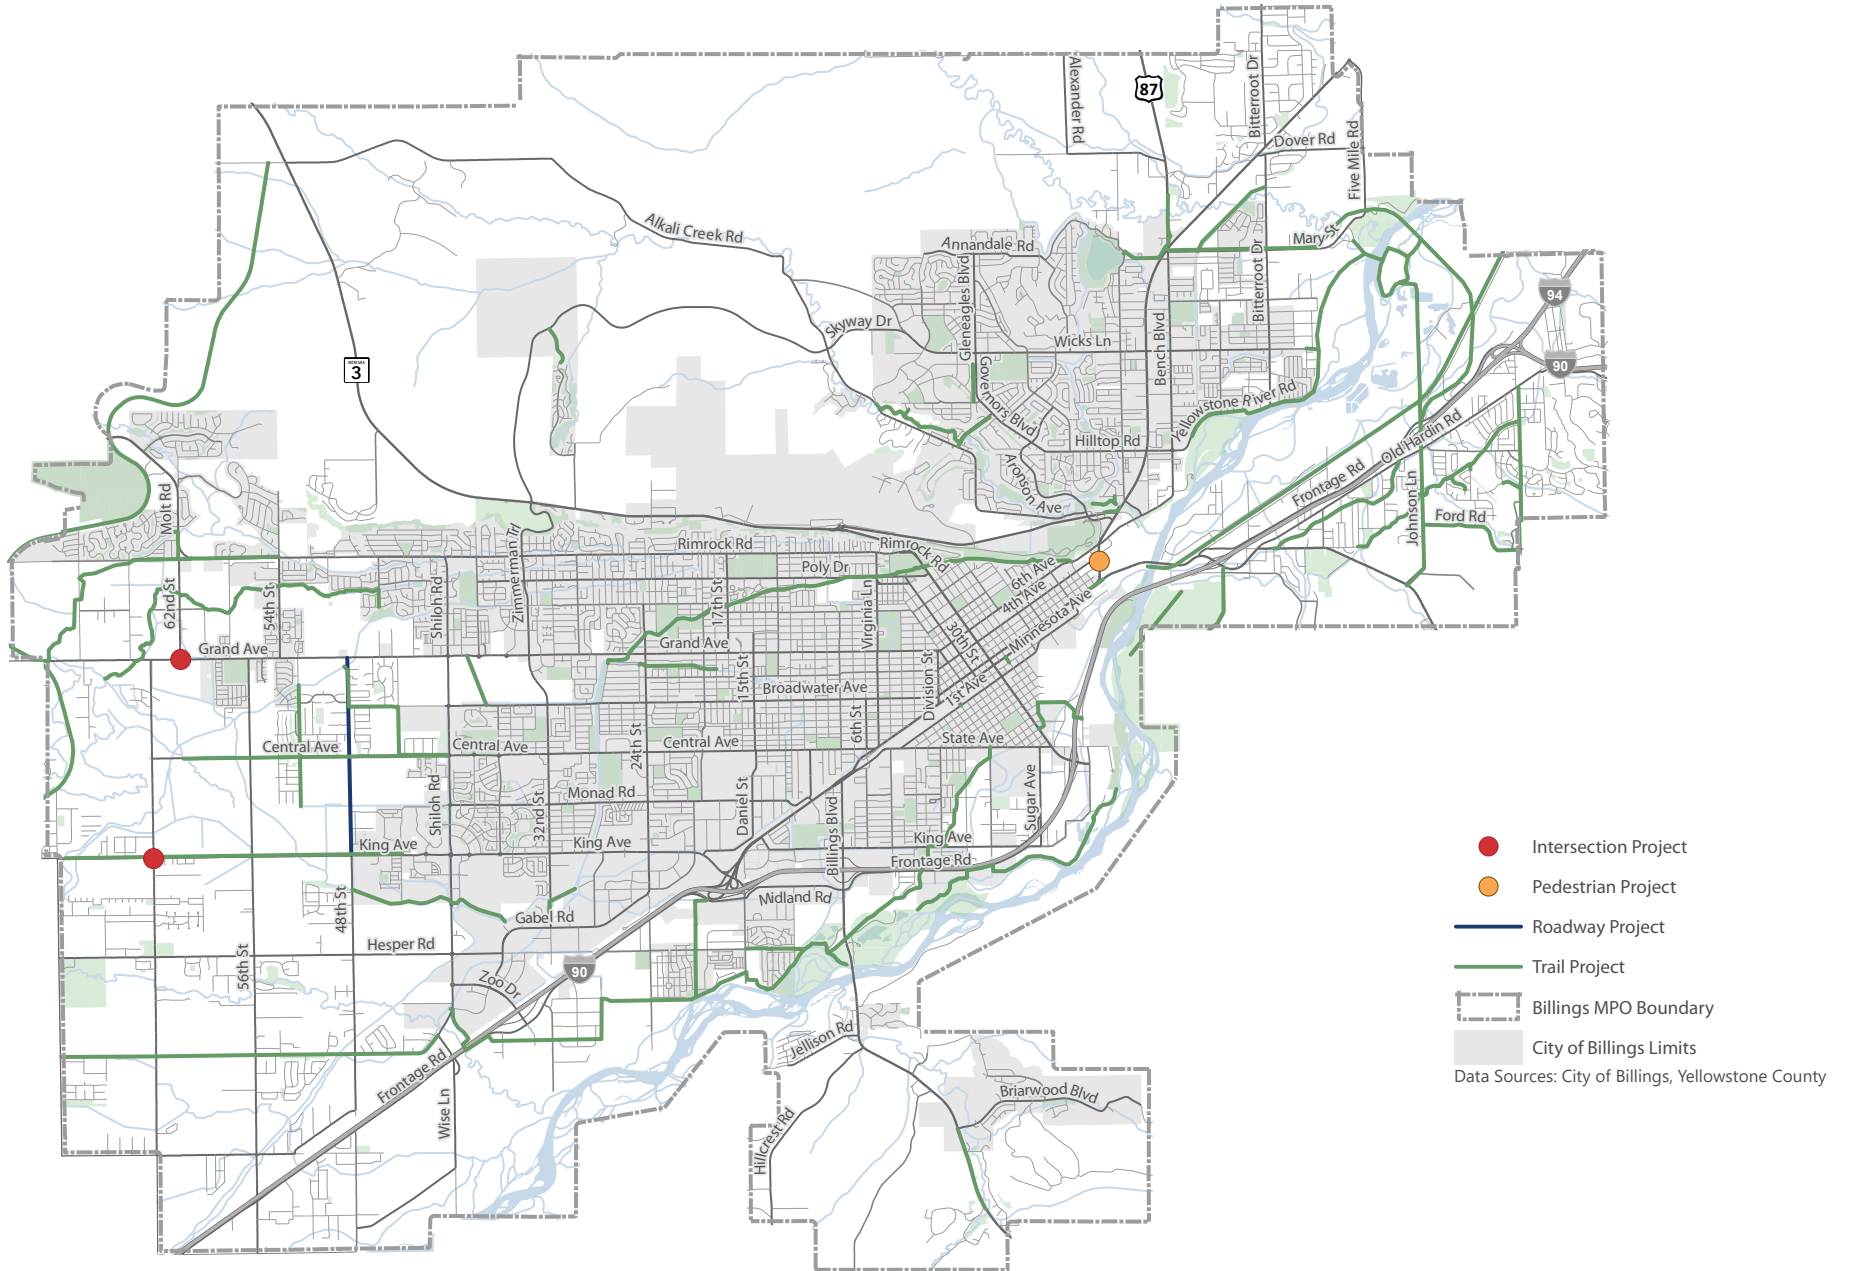 Alexander Rd
87
Bitterroot Dr
Dover Rd
Five Mile Rd
Alkali Creek Rd
Annandale Rd
Mary St
Bitterroot Dr
Gleneagles Blvd
94
Skyway Dr
Wicks Ln
Bench Blvd
MONTANA
3
90
Governors Blvd
Yellowstone River Rd
Hilltop Rd
Old Hardin Rd
Aronson Ave
Frontage Rd
Molt Rd
Johnson Ln
Ford Rd
Zimmerman Trl
Rimrock Rd
Rimrock Rd
Poly Dr
6th Ave
4th Ave
Minnesota Ave
62nd St
54th St
Shiloh Rd
17th St
Virginia Ln
30th St
Grand Ave
Grand Ave
15th St
Division St
1st Ave
Broadwater Ave
6th St
Central Ave
Central Ave
24th St
Central Ave
State Ave
Shiloh Rd
32nd St
Monad Rd
Daniel St
Billings Blvd
Sugar Ave
King Ave
King Ave
King Ave
Frontage Rd
Intersection Project
Pedestrian Project
48th St
Gabel Rd
Midland Rd
Roadway Project
Hesper Rd
56th St
90
Trail Project
Zoo Dr
Billings MPO Boundary
Jellison Rd
City of Billings Limits
Frontage Rd
Data Sources: City of Billings, Yellowstone County
Wise Ln
Briarwood Blvd
Hillcrest Rd